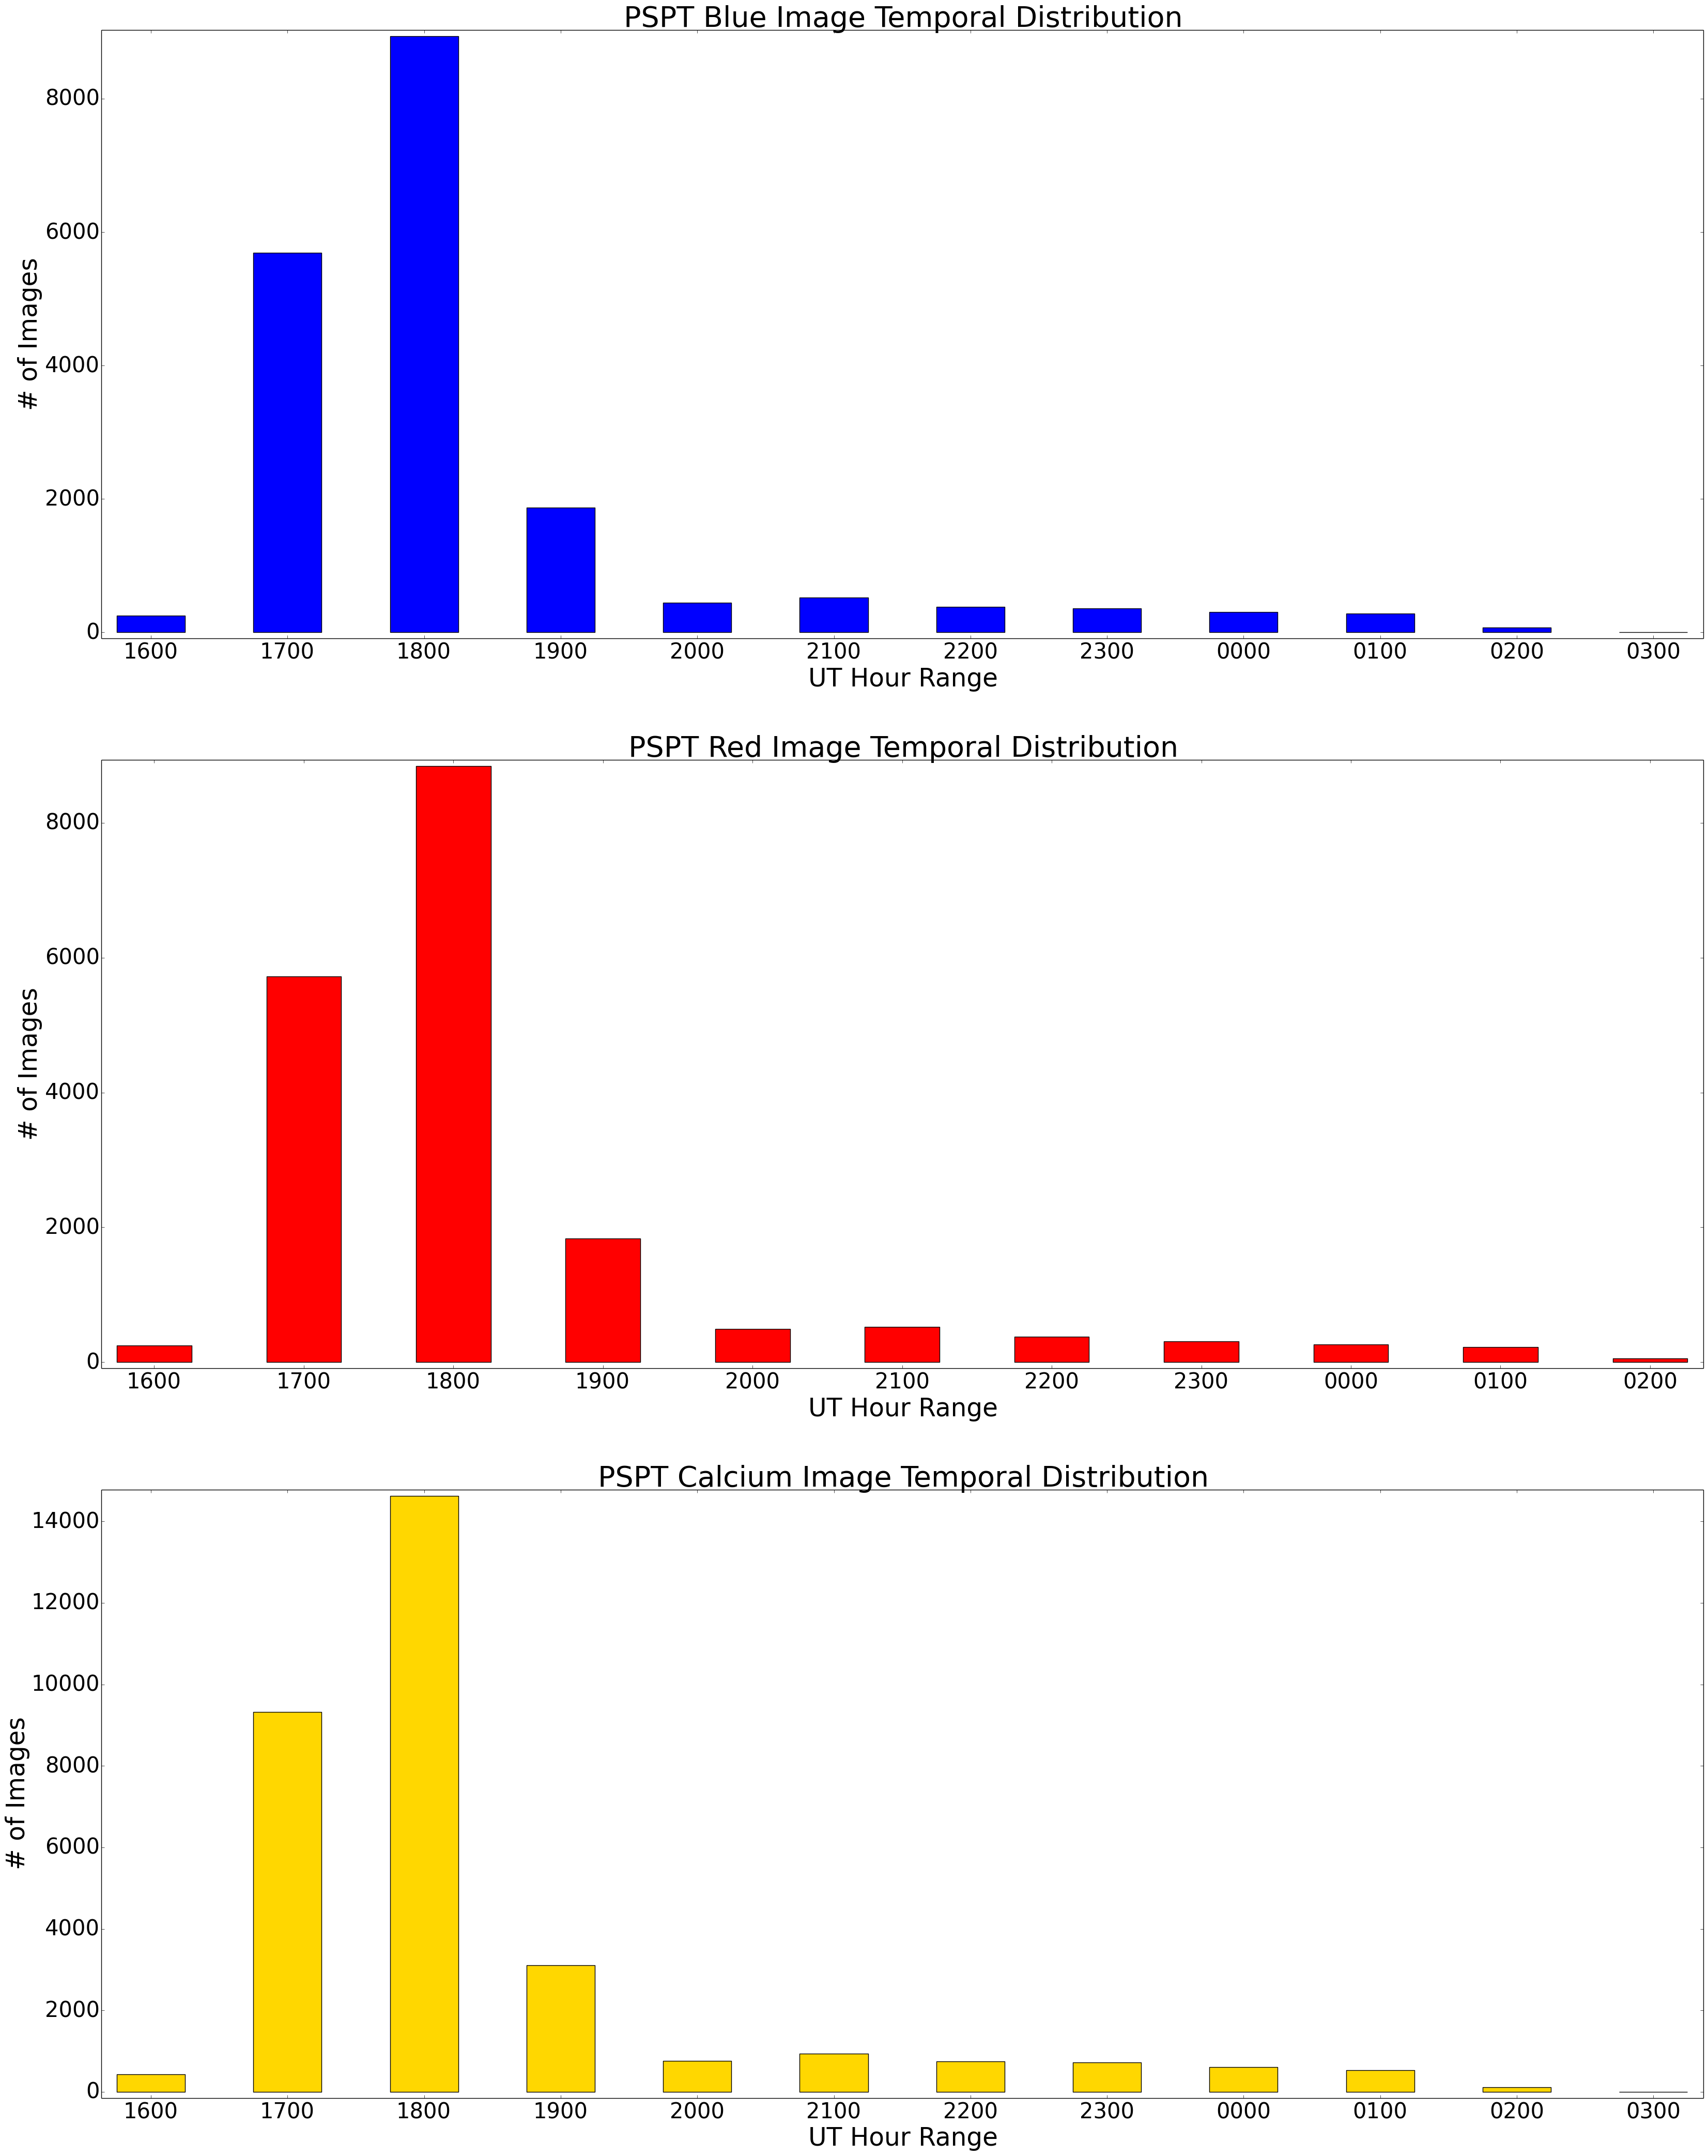 PSPT Blue Image Temporal Distribution
8000
6000
4000
2000
0
# of Images
1600 1700 1800 1900 2000 2100 2200 2300 0000 0100 0200 0300
UT Hour Range
PSPT Red Image Temporal Distribution
8000
6000
4000
2000
0
# of Images
1600 1700 1800 1900 2000 2100 2200 2300 0000 0100 0200
UT Hour Range
PSPT Calcium Image Temporal Distribution
14000
12000
10000
8000
6000
4000
2000
0
# of Images
1600 1700 1800 1900 2000 2100 2200 2300 0000 0100 0200 0300
UT Hour Range